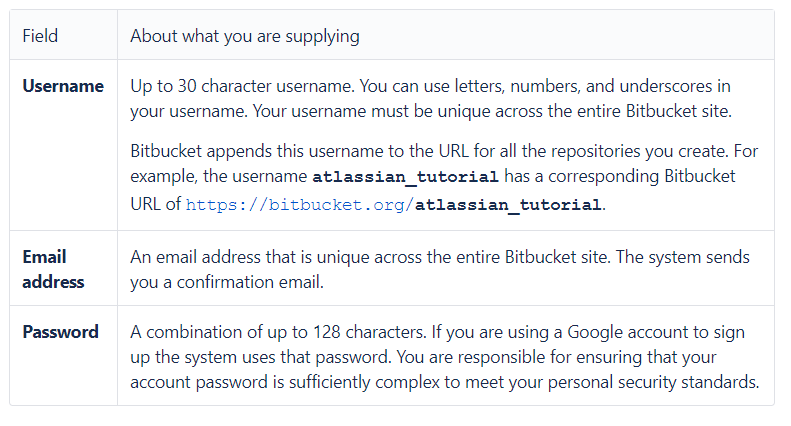 Field
About what you are supplying
Username
Up to 30 character username. You can use letters, numbers, and underscores in
your username. Your username must be unique across the entire Bitbucket site.
Bitbucket appends this username to the URL for all the repositories you create. For
example, the username atlassian_tutorial has a corresponding Bitbucket
URL of https://bitbucket.org/atlassian_tutorial.
Email
address
An email address that is unique across the entire Bitbucket site. The system sends
you a confirmation email.
Password
A combination of up to 128 characters. If you are using a Google account to sign
up the system uses that password. You are responsible for ensuring that your
account password is sufficiently complex to meet your personal security standards.